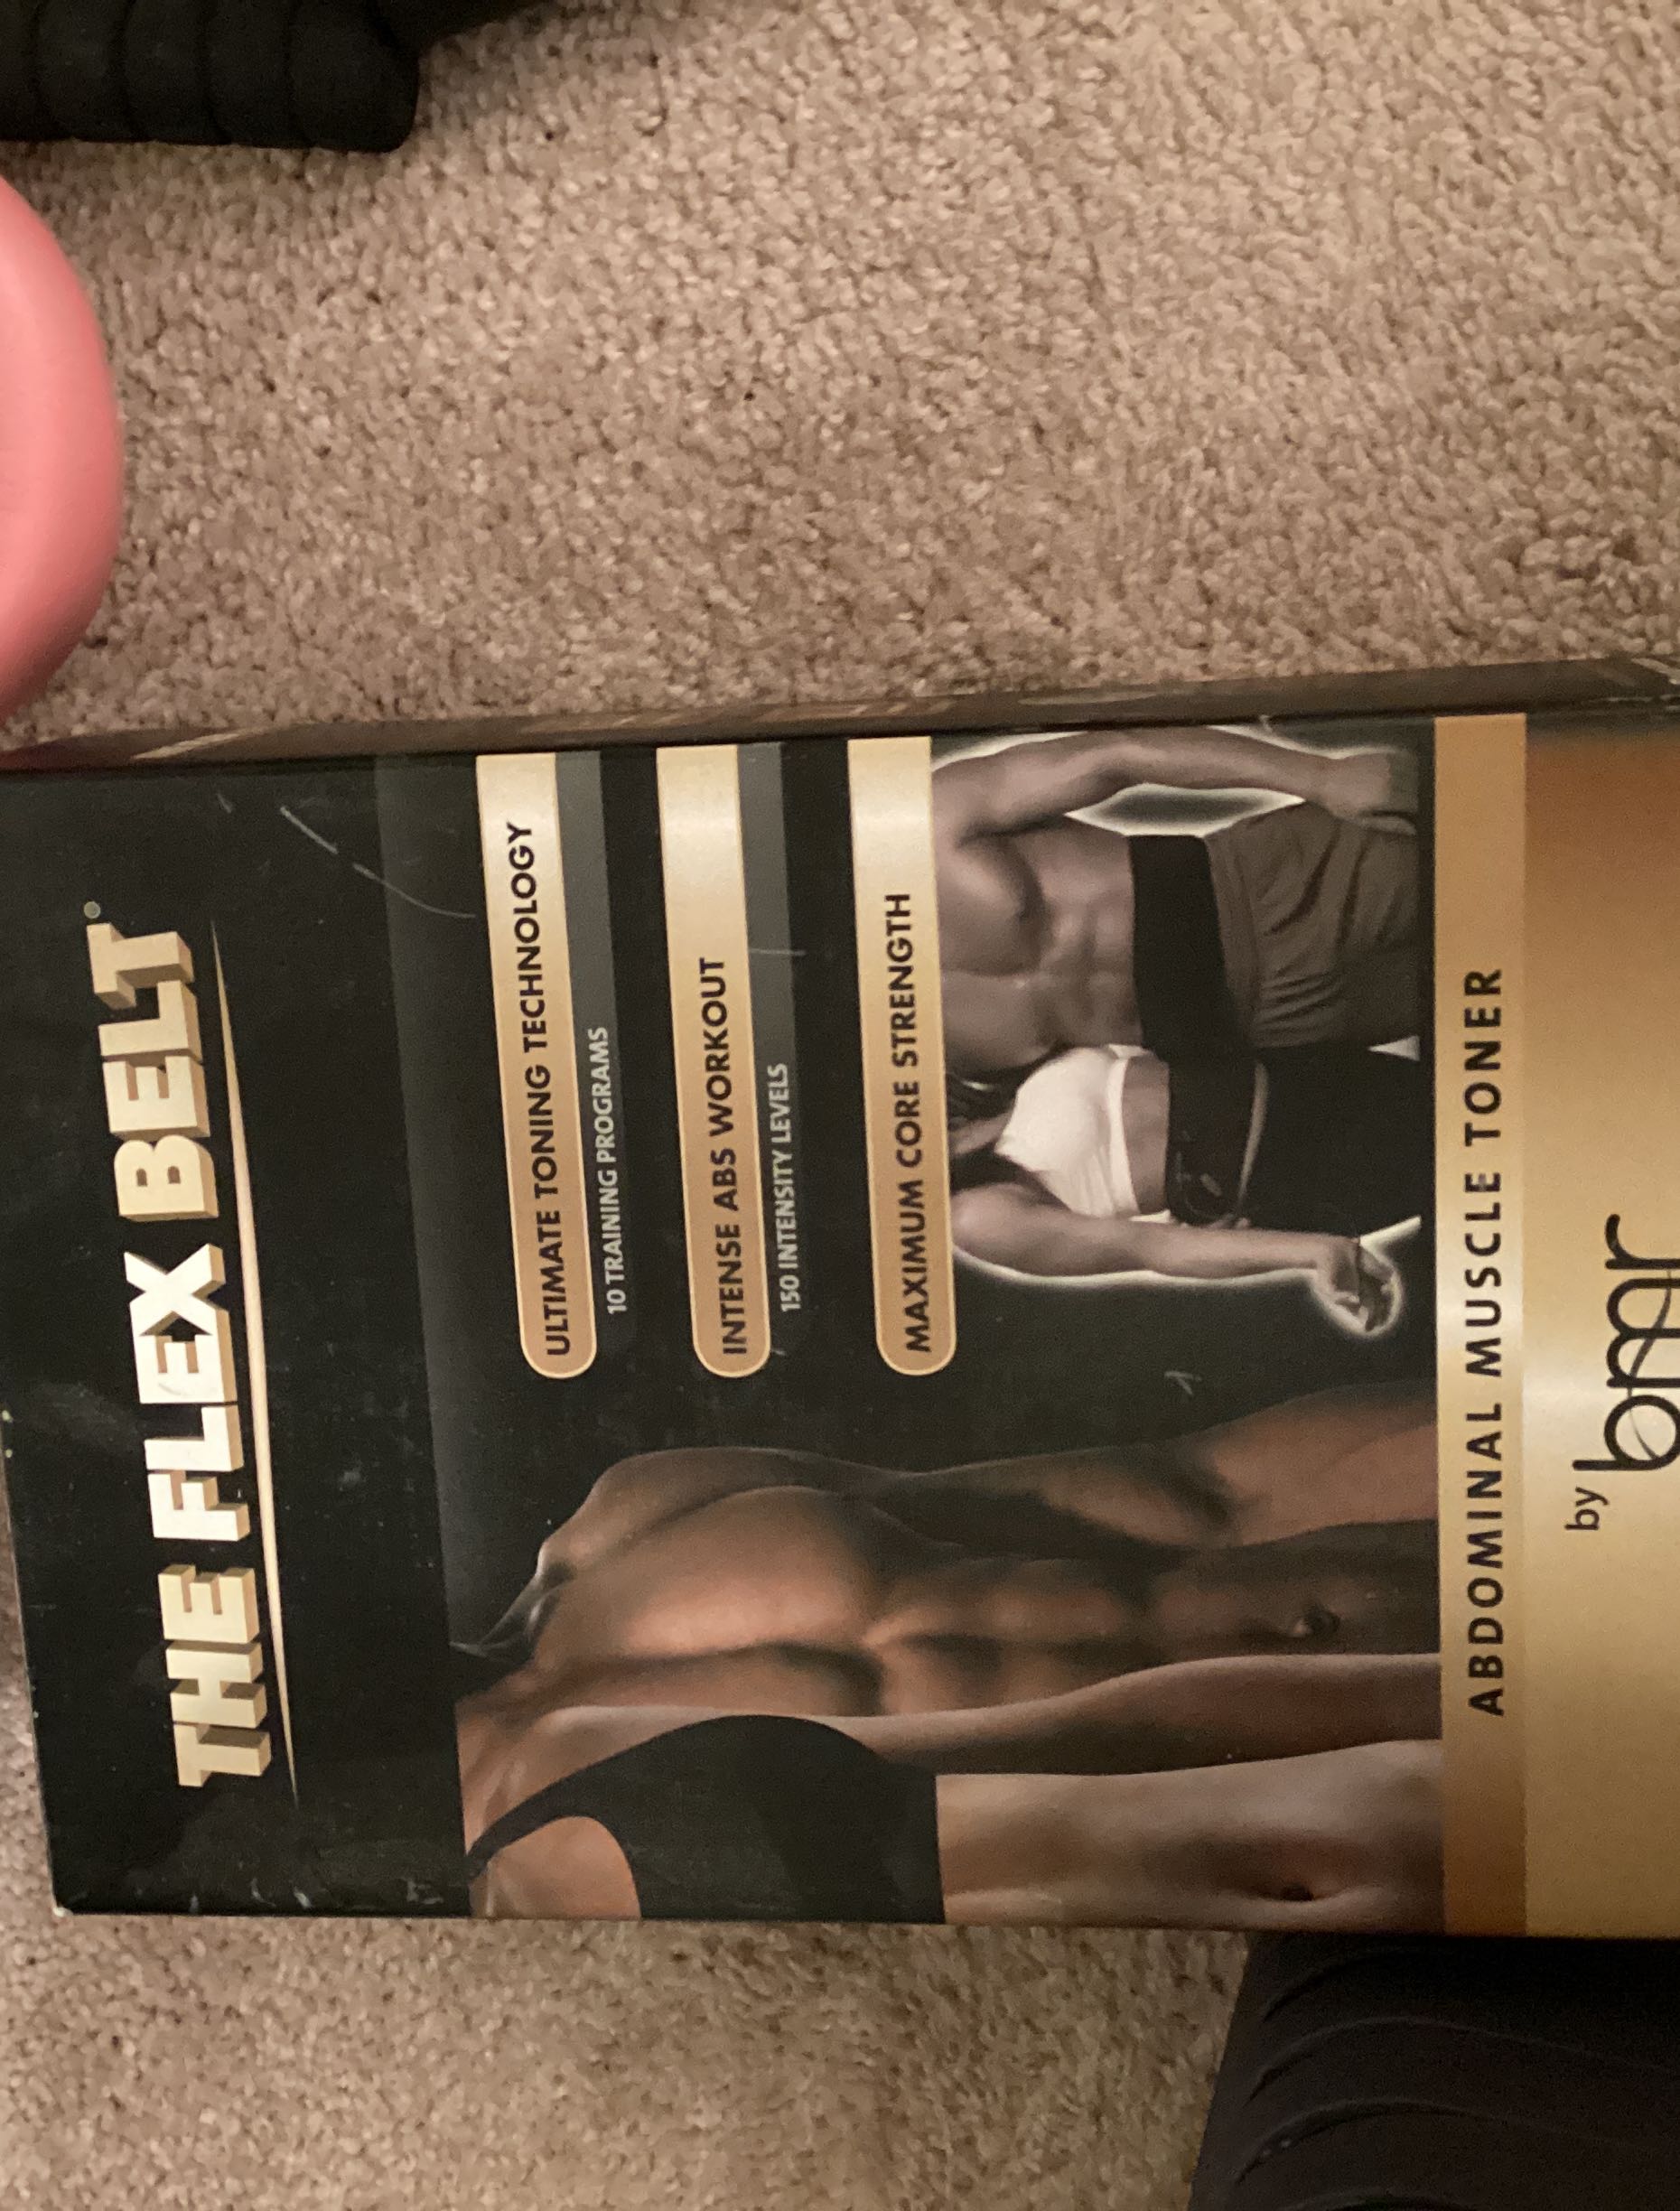 THE FLEX BELT
ULTIMATE TONING TECHNOLOGY
10 TRAINING PROGRAMS
INTENSE ABS WORKOUT
150 INTENSITY LEVELS
MAXIMUM CORE STRENGTH
ABDOMINAL MUSCLE TONER
by